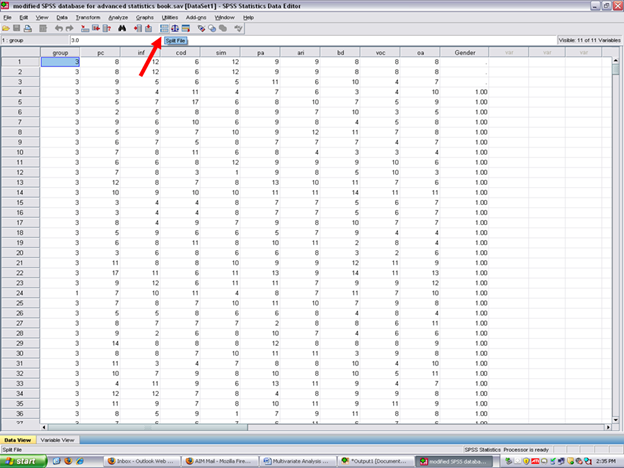 modified SPSS database for advanced statistics book.sav [DataSet1] - SPSS Statistics Data Editor
File Edit View Data Transform Analyze Graphs Utilities Add-ons Window Help
Split File
1 : group 3.0 Visible: 11 of 11 Variables
group pc inf cod sim pa ari bd voc oa Gender var var var
1 3 8 12 6 12 9 9 8 8 8 .
2 3 8 12 6 12 9 9 8 8 8 .
3 3 9 5 6 5 11 6 10 4 7 .
4 3 3 4 11 4 7 6 3 4 10 1.00
5 3 5 7 17 6 8 10 7 5 9 1.00
6 3 2 5 8 8 9 7 10 3 5 1.00
7 3 9 6 10 6 9 8 4 5 8 1.00
8 3 5 9 7 10 9 12 11 7 8 1.00
9 3 6 7 5 8 7 7 7 4 7 1.00
10 3 7 8 11 6 8 4 3 3 4 1.00
11 3 6 6 8 12 9 9 9 10 6 1.00
12 3 7 8 3 1 9 8 5 10 3 1.00
13 3 12 8 7 8 13 10 11 7 6 1.00
14 3 10 9 10 10 11 11 14 11 11 1.00
15 3 3 4 4 8 7 7 5 6 7 1.00
16 3 3 4 4 8 7 7 5 6 7 1.00
17 3 8 4 9 7 9 8 10 7 7 1.00
18 3 5 9 6 6 5 7 9 4 4 1.00
19 3 6 8 11 8 10 11 2 8 4 1.00
20 3 3 6 8 6 6 8 3 2 6 1.00
21 3 11 8 8 10 9 9 12 11 9 1.00
22 3 17 11 6 11 13 9 14 11 13 1.00
23 3 9 12 6 11 11 7 9 9 12 1.00
24 1 7 10 11 4 8 7 11 7 10 1.00
25 3 7 8 7 10 11 10 7 9 8 1.00
26 3 5 5 8 6 6 8 4 8 4 1.00
27 3 8 7 7 7 2 8 8 6 11 1.00
28 3 9 2 6 8 10 7 4 6 6 1.00
29 3 14 8 8 8 12 8 8 8 9 1.00
30 3 8 8 7 10 11 11 3 9 8 1.00
31 3 11 3 4 7 8 8 10 4 10 1.00
32 3 10 7 9 8 10 7 10 5 11 1.00
33 3 4 11 9 6 13 11 9 4 7 1.00
34 3 12 12 7 9 8 4 9 9 8 1.00
35 3 11 9 7 8 10 11 9 11 9 1.00
36 3 8 5 9 1 7 9 11 8 8 1.00
Data View Variable View
Split File SPSS Statistics Processor is ready
start Inbox - Outlook Web ... AIM Mail - Mozilla Fire... Multivariate Analysis ... *Output1 [Document... modified SPSS databa... 2:35 PM